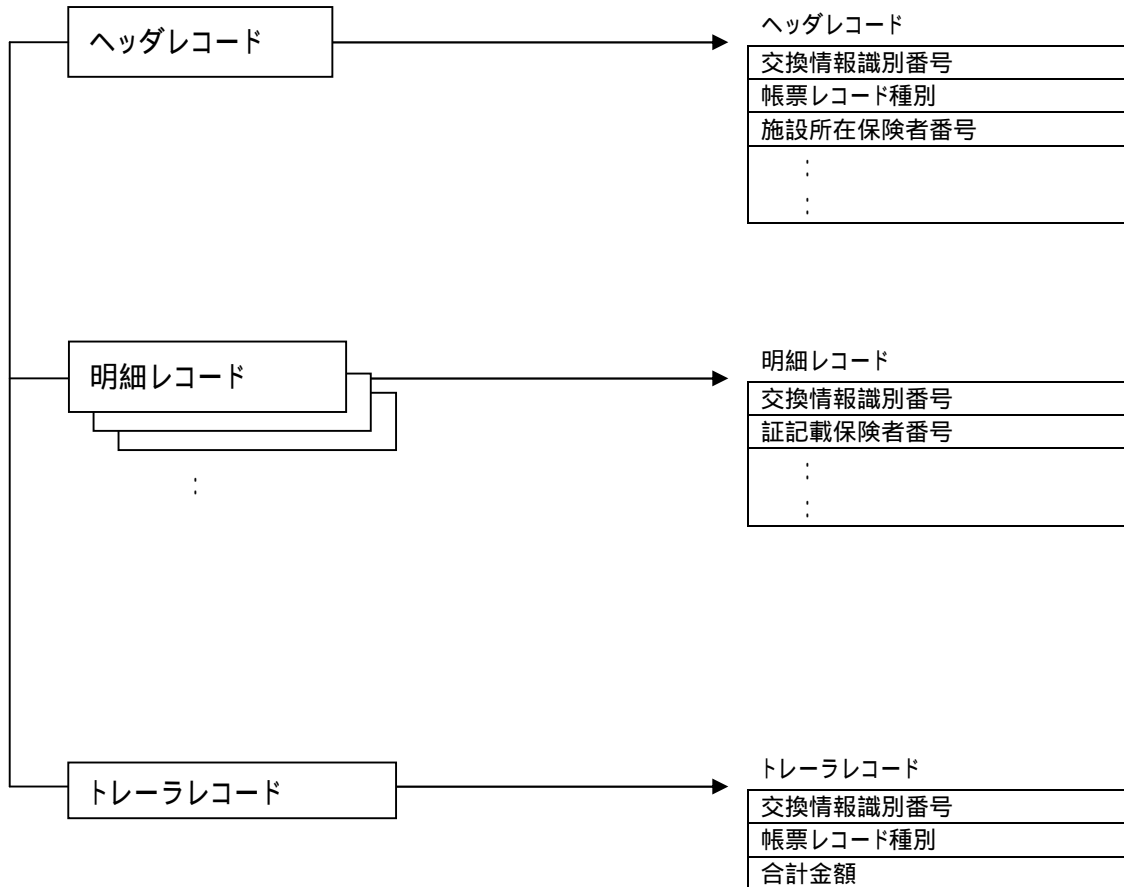 ヘッダレコード
ヘッダレコード
交換情報識別番号
帳票レコード種別
施設所在保険者番号
:
:
明細レコード
:
明細レコード
交換情報識別番号
証記載保険者番号
:
:
トレーラレコード
トレーラレコード
交換情報識別番号
帳票レコード種別
合計金額